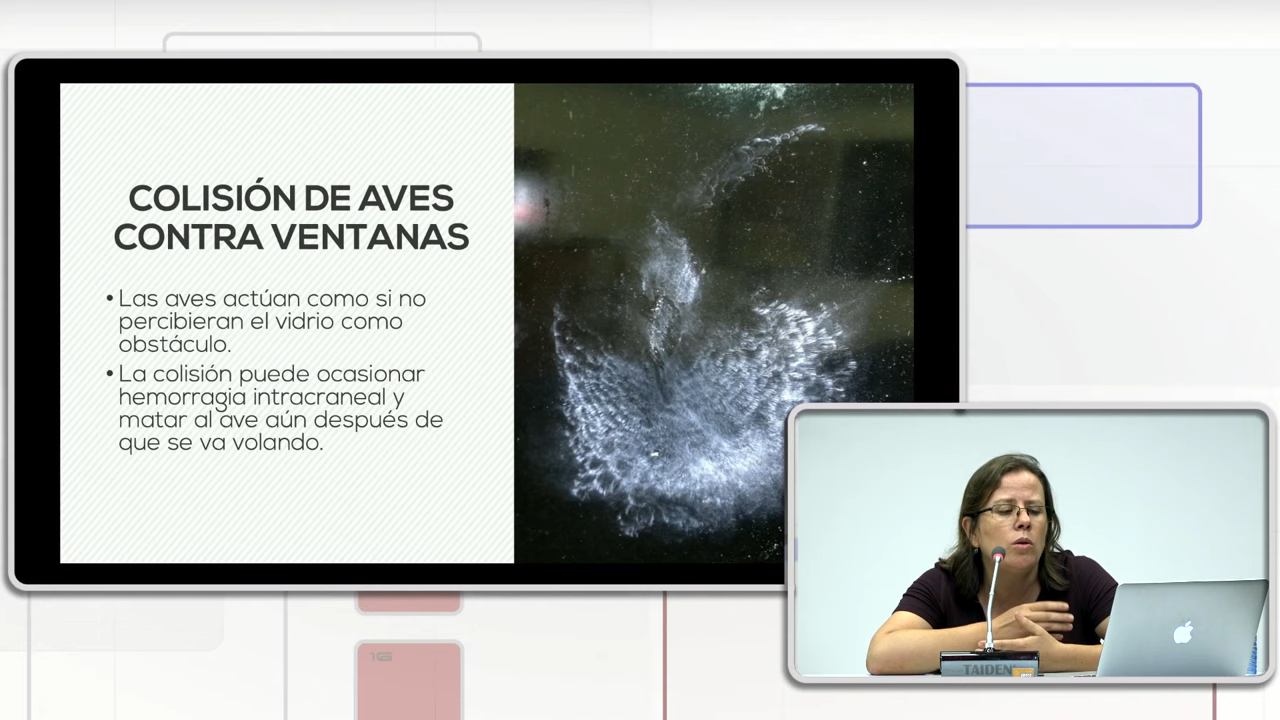 COLISIÓN DE AVES
CONTRA VENTANAS
• Las aves actúan como si no
percibieran el vidrio como
obstáculo.
• La colisión puede ocasionar
hemorragia intracraneal y
matar al ave aún después de
que se va volando.
1G
TAIDEN